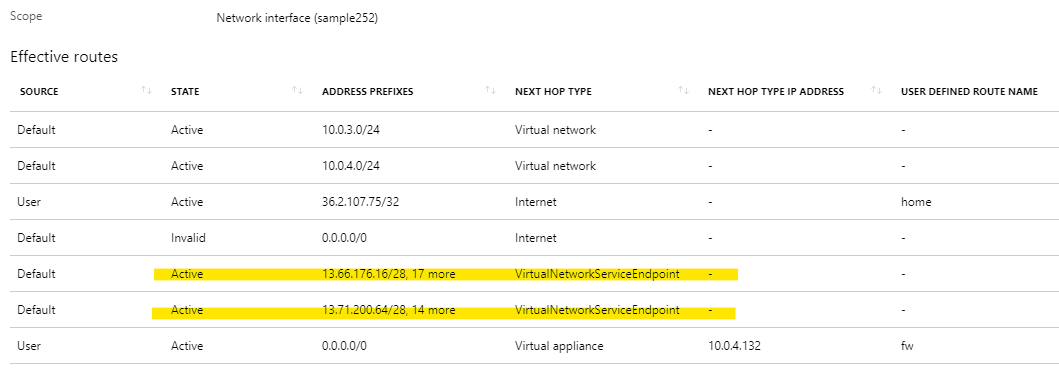 Scope Network interface (sample252)
Effective routes
SOURCE STATE ADDRESS PREFIXES NEXT HOP TYPE NEXT HOP TYPE IP ADDRESS USER DEFINED ROUTE NAME
Default Active 10.0.3.0/24 Virtual network - -
Default Active 10.0.4.0/24 Virtual network - -
User Active 36.2.107.75/32 Internet - home
Default Invalid 0.0.0.0/0 Internet - -
Default Active 13.66.176.16/28, 17 more VirtualNetworkServiceEndpoint - -
Default Active 13.71.200.64/28, 14 more VirtualNetworkServiceEndpoint - -
User Active 0.0.0.0/0 Virtual appliance 10.0.4.132 fw